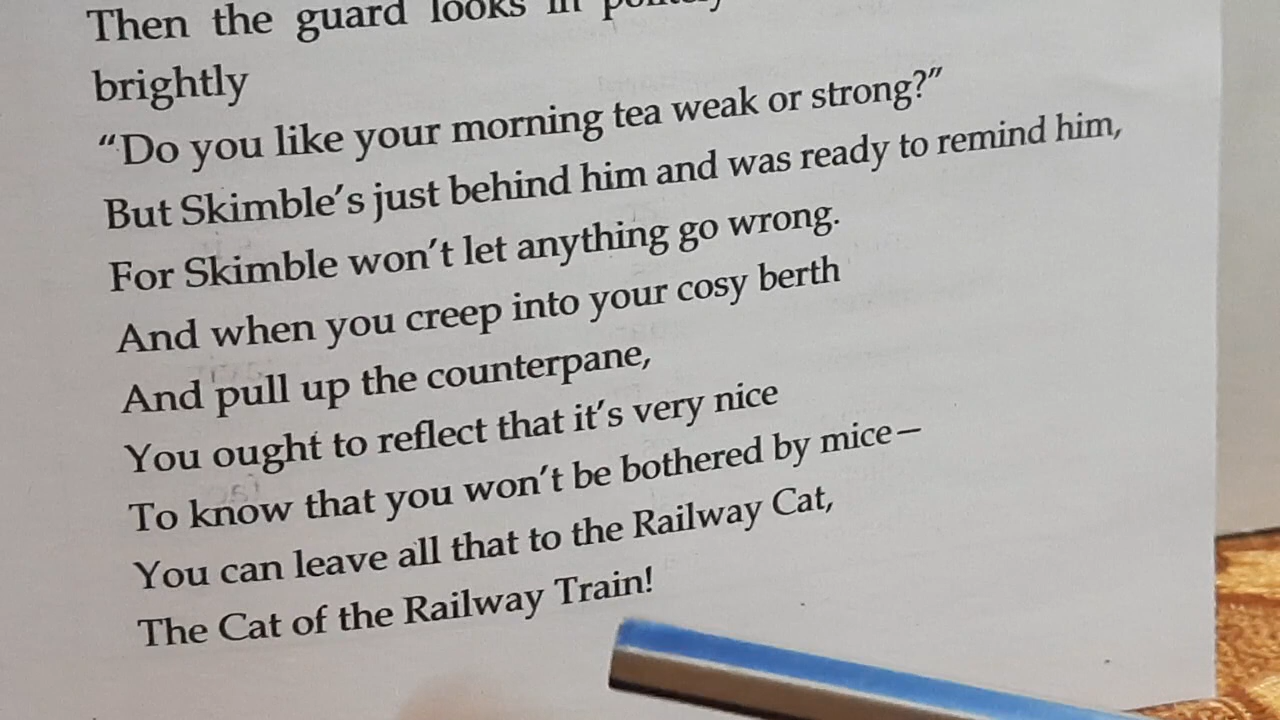 Then the guard looks in
brightly
“Do you like your morning tea weak or strong?”
But Skimble’s just behind him and was ready to remind him,
For Skimble won’t let anything go wrong.
And when you creep into your cosy berth
And pull up the counterpane,
You ought to reflect that it’s very nice
To know that you won’t be bothered by mice—
You can leave all that to the Railway Cat,
The Cat of the Railway Train!